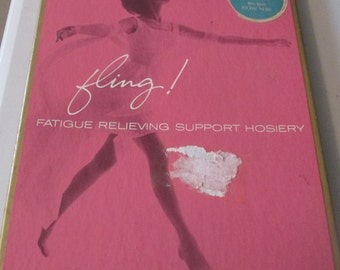 fling!
FATIGUE RELIEVING SUPPORT HOSIERY